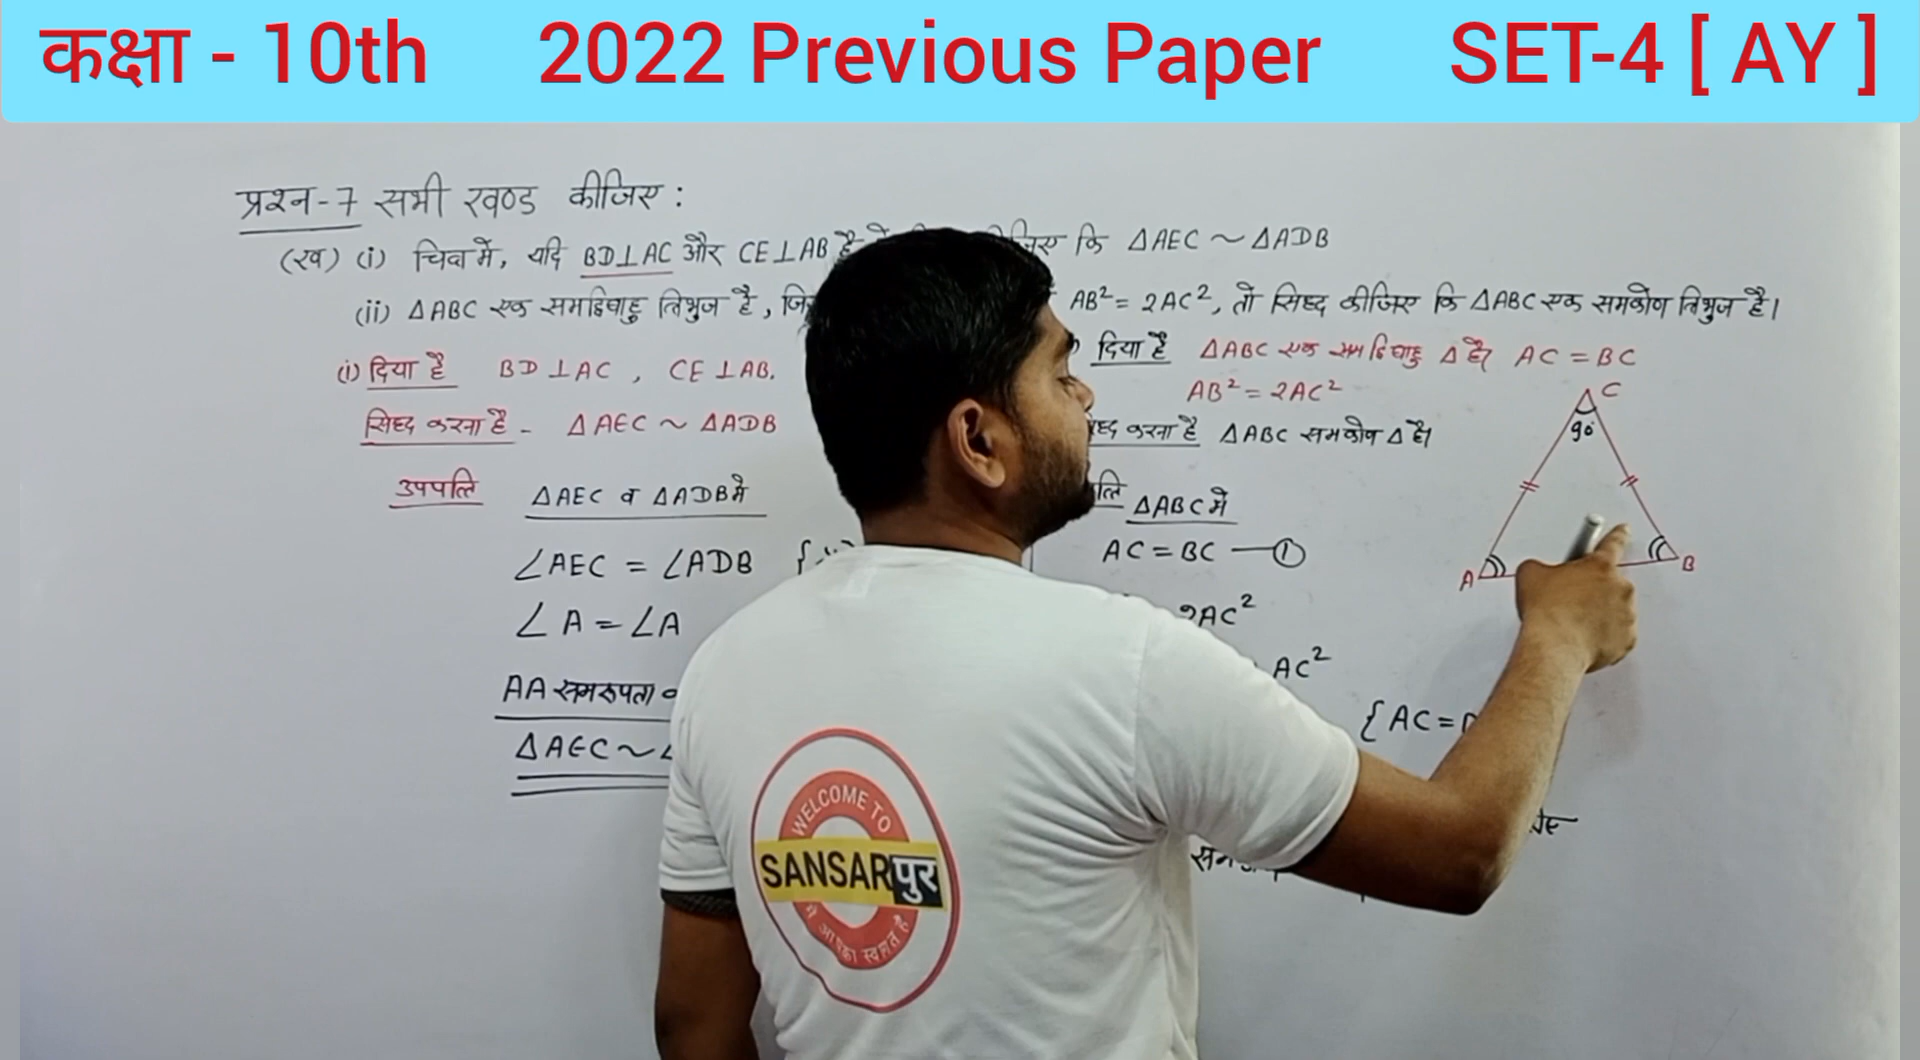 कक्षा - 10th 2022 Previous Paper SET-4 [ AY ]
प्रश्न-7 सभी खण्ड कीजिए :
(ख) (i) चित्र में, यदि BD⊥AC और CE⊥AB है कि ΔAEC ~ ΔADB
(ii) ΔABC एक समद्विबाहु त्रिभुज है, AB² = 2AC², तो सिद्ध कीजिए कि ΔABC एक समकोण त्रिभुज है।
(i) दिया है BD ⊥ AC , CE ⊥ AB.
सिद्ध करना है - ΔAEC ~ ΔADB
उपपत्ति ΔAEC व ΔADB में
∠AEC = ∠ADB
∠A = ∠A
AA समरूपता
ΔAEC ~
दिया है ΔABC एक समद्विबाहु Δ है। AC = BC
AB² = 2AC²
करना है ΔABC समकोण Δ है।
ΔABC में
AC = BC — ①
2AC²
AC²
{AC =
C
90°
A
B
WELCOME TO
SANSARपुर
में आपका स्वागत है